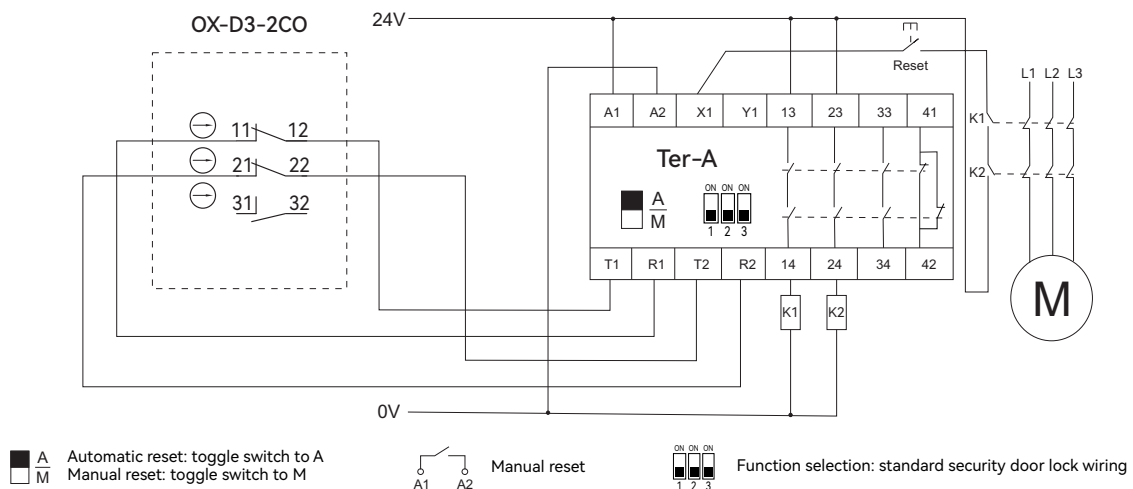 OX-D3-2CO
24V
Reset
L1 L2 L3
A1 A2 X1 Y1 13 23 33 41
K1
11 12
21 22
31 32
Ter-A
K2
A
M
ON ON ON
1 2 3
T1 R1 T2 R2 14 24 34 42
K1 K2
M
0V
A
M
Automatic reset: toggle switch to A
Manual reset: toggle switch to M
A1 A2
Manual reset
ON ON ON
1 2 3
Function selection: standard security door lock wiring